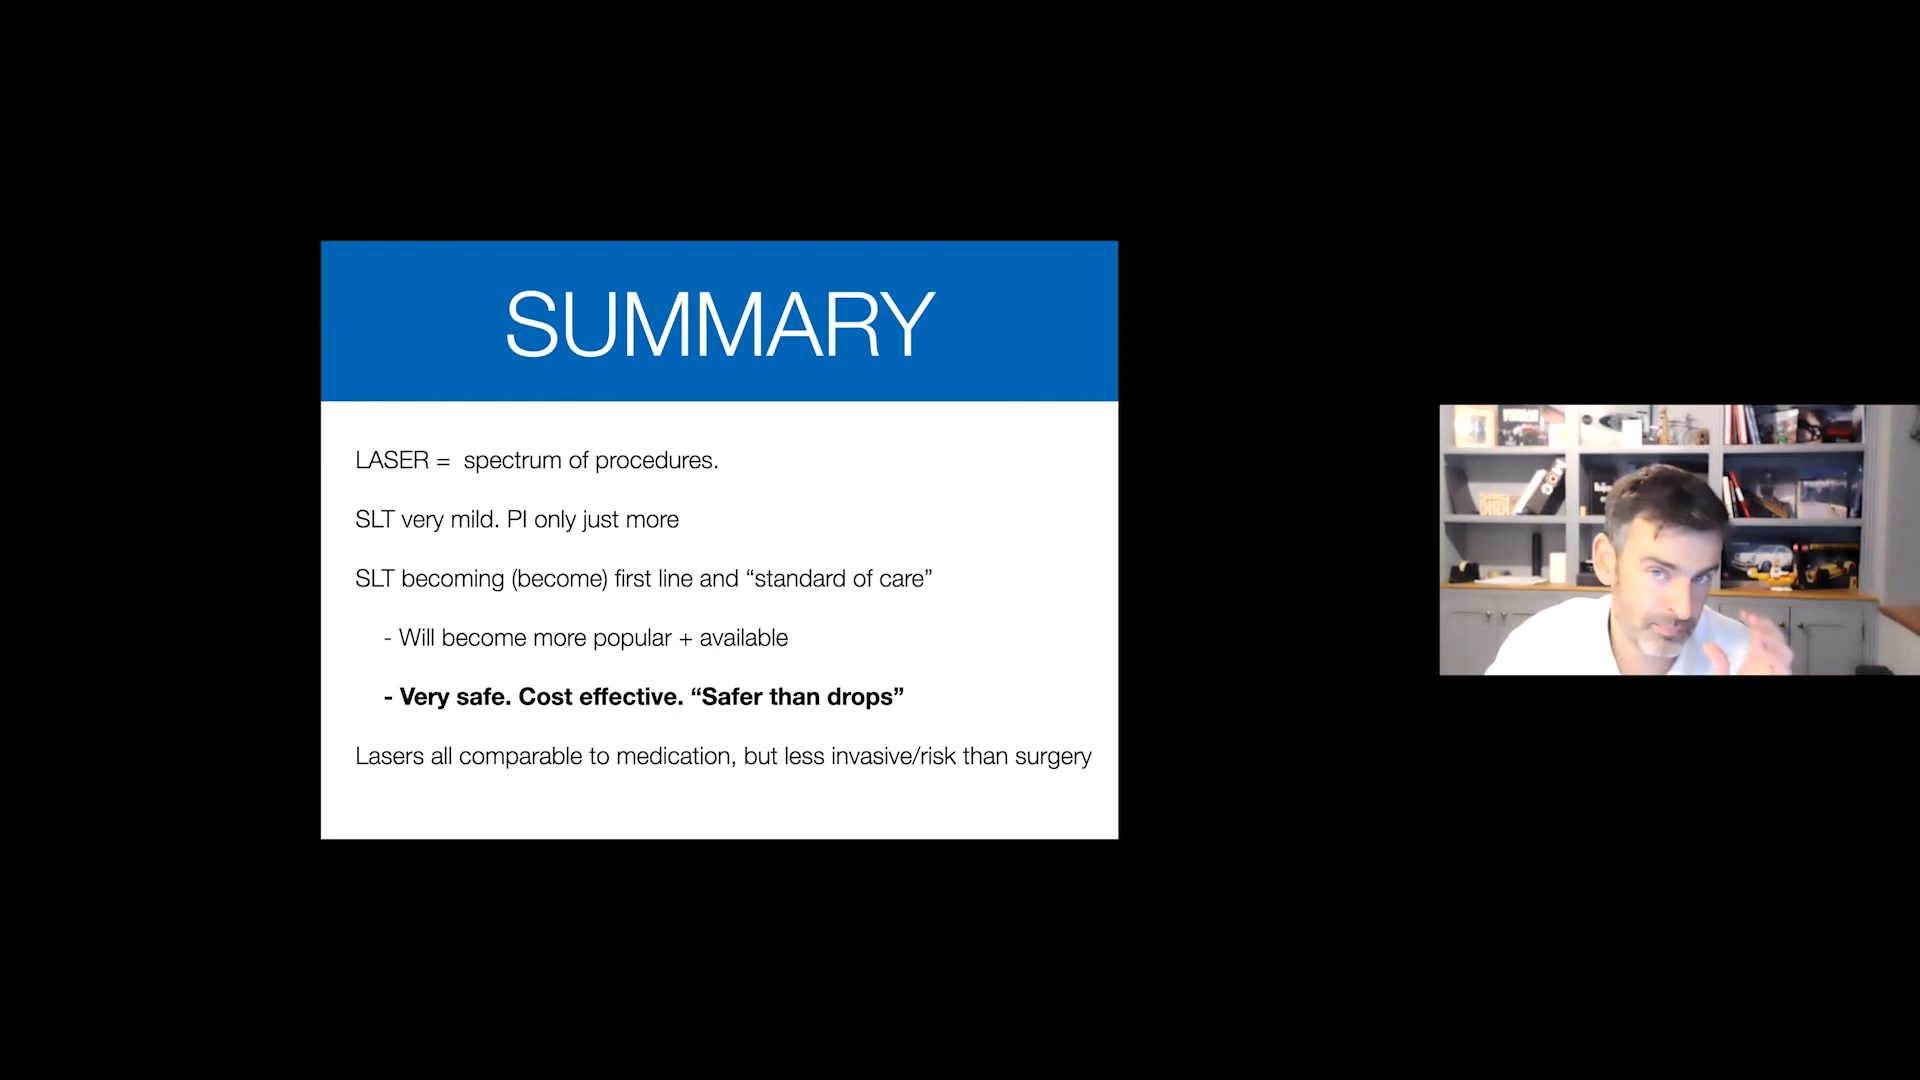 SUMMARY
LASER = spectrum of procedures.
SLT very mild. PI only just more
SLT becoming (become) first line and “standard of care”
- Will become more popular + available
- Very safe. Cost effective. “Safer than drops”
Lasers all comparable to medication, but less invasive/risk than surgery
MOC